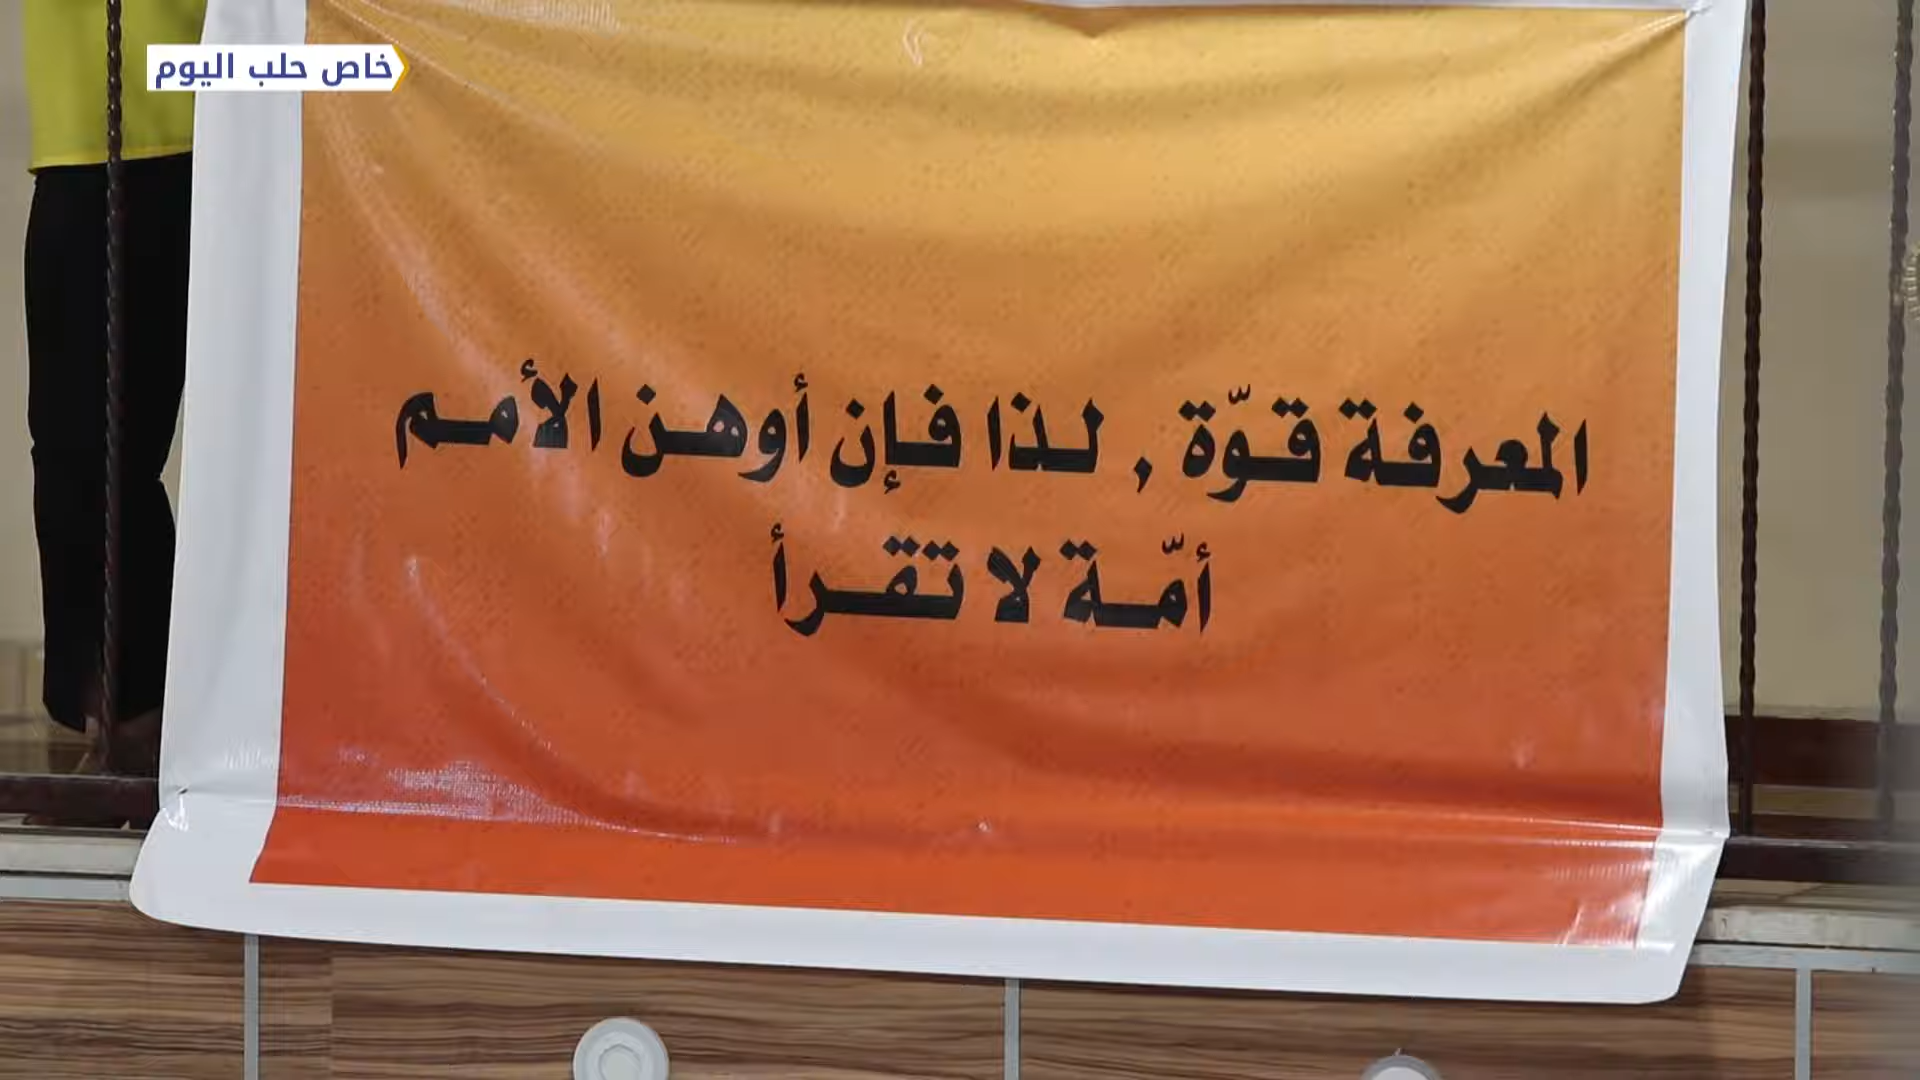 خاص حلب اليوم
المعرفة قوّة , لذا فإن أوهن الأمم
أمّة لا تقرأ